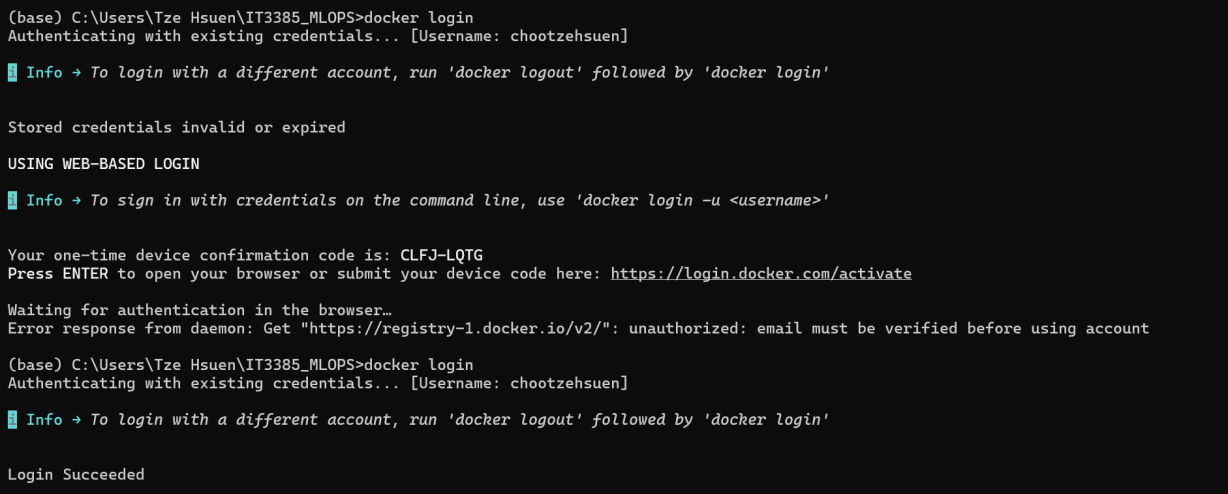 (base) C:\Users\Tze Hsuen\IT3385_MLOPS>docker login
Authenticating with existing credentials... [Username: chootzehsuen]
i Info → To login with a different account, run 'docker logout' followed by 'docker login'
Stored credentials invalid or expired
USING WEB-BASED LOGIN
i Info → To sign in with credentials on the command line, use 'docker login -u <username>'
Your one-time device confirmation code is: CLFJ-LQTG
Press ENTER to open your browser or submit your device code here: https://login.docker.com/activate
Waiting for authentication in the browser…
Error response from daemon: Get "https://registry-1.docker.io/v2/": unauthorized: email must be verified before using account
(base) C:\Users\Tze Hsuen\IT3385_MLOPS>docker login
Authenticating with existing credentials... [Username: chootzehsuen]
i Info → To login with a different account, run 'docker logout' followed by 'docker login'
Login Succeeded